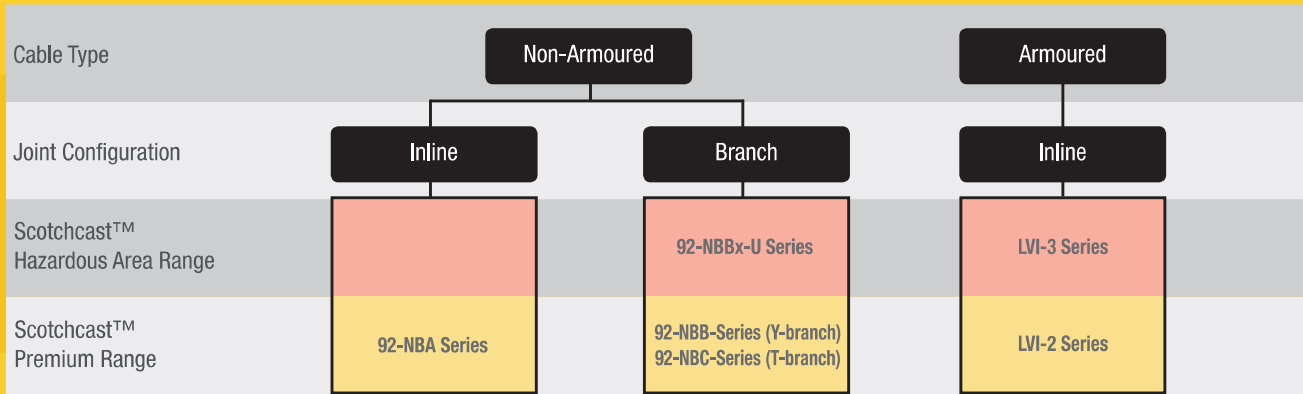 Cable Type
Non-Armoured
Armoured
Joint Configuration
Inline
Branch
Inline
Scotchcast™
Hazardous Area Range
92-NBBx-U Series
LVI-3 Series
Scotchcast™
Premium Range
92-NBA Series
92-NBB-Series (Y-branch)
92-NBC-Series (T-branch)
LVI-2 Series